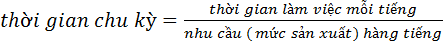 thời gian chu kỳ = thời gian làm việc mỗi tiếng / nhu cầu ( mức sản xuất) hàng tiếng